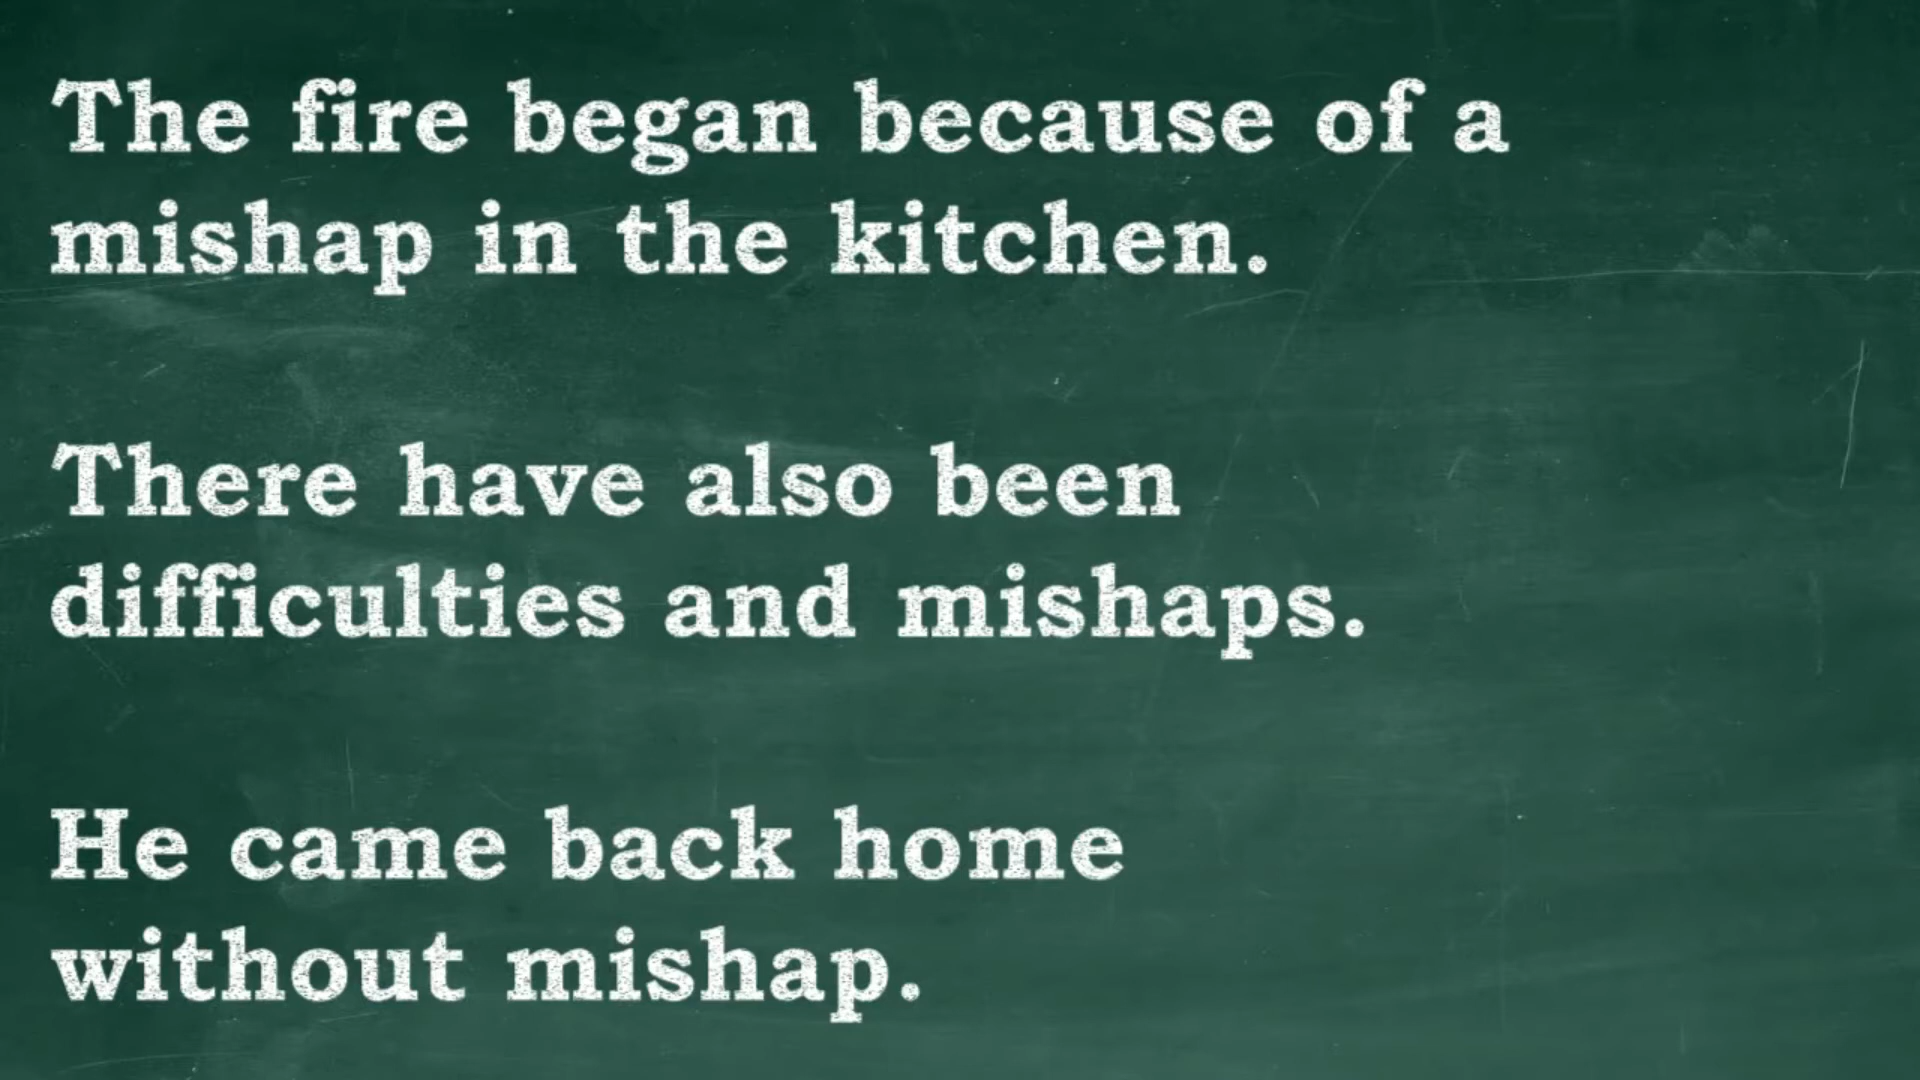 The fire began because of a
mishap in the kitchen.
There have also been
difficulties and mishaps.
He came back home
without mishap.